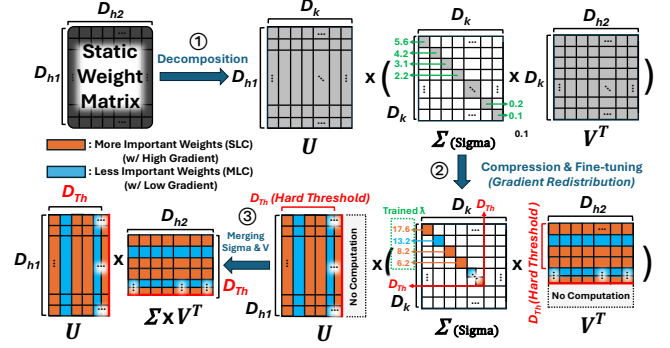 D_h2
D_h1
Static
Weight
Matrix
①
Decomposition
D_k
D_h1
U
x
(
D_k
5.6
4.2
3.1
2.2
0.2
0.1
D_k
Σ (Sigma)
0.1
x
D_h2
D_k
V^T
)
: More Important Weights (SLC)
(w/ High Gradient)
: Less Important Weights (MLC)
(w/ Low Gradient)
②
Compression & Fine-tuning
(Gradient Redistribution)
D_Th
D_h1
U
x
D_h2
D_Th
Σ x V^T
③
Merging
Sigma & V
D_Th (Hard Threshold)
D_h1
No Computation
U
x
(
Trained λ
17.6
13.2
8.2
6.2
D_k
D_Th
D_Th
D_k
Σ (Sigma)
x
D_Th (Hard Threshold)
D_h2
No Computation
V^T
)